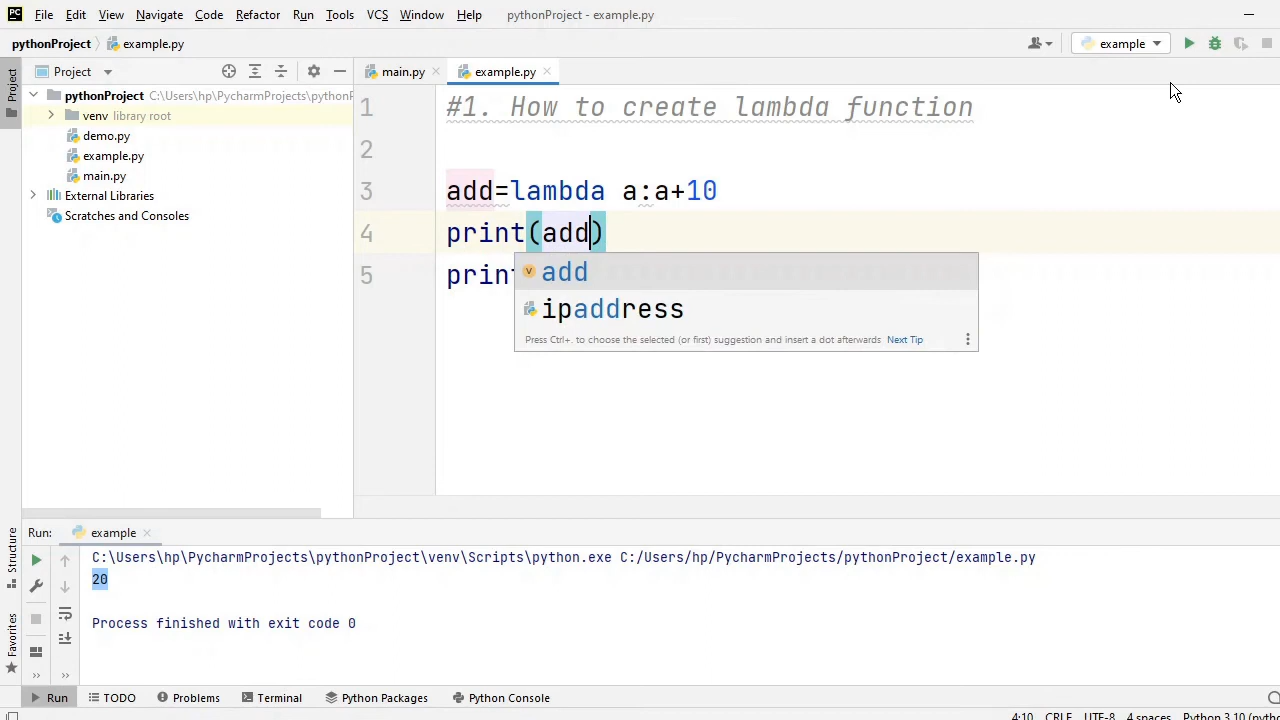 PC File Edit View Navigate Code Refactor Run Tools VCS Window Help pythonProject - example.py
pythonProject example.py example
Project Project main.py example.py
pythonProject C:\Users\hp\PycharmProjects\pythonP
venv library root
demo.py
example.py
main.py
External Libraries
Scratches and Consoles
1 #1. How to create lambda function
2
3 add=lambda a:a+10
4 print(add)
5 print
V add
ipaddress
Press Ctrl+. to choose the selected (or first) suggestion and insert a dot afterwards Next Tip
Structure
Favorites
Run: example
C:\Users\hp\PycharmProjects\pythonProject\venv\Scripts\python.exe C:/Users/hp/PycharmProjects/pythonProject/example.py
20
Process finished with exit code 0
Run TODO Problems Terminal Python Packages Python Console
4:10 CRLF UTF-8 4 spaces Python 3.10 (pytho